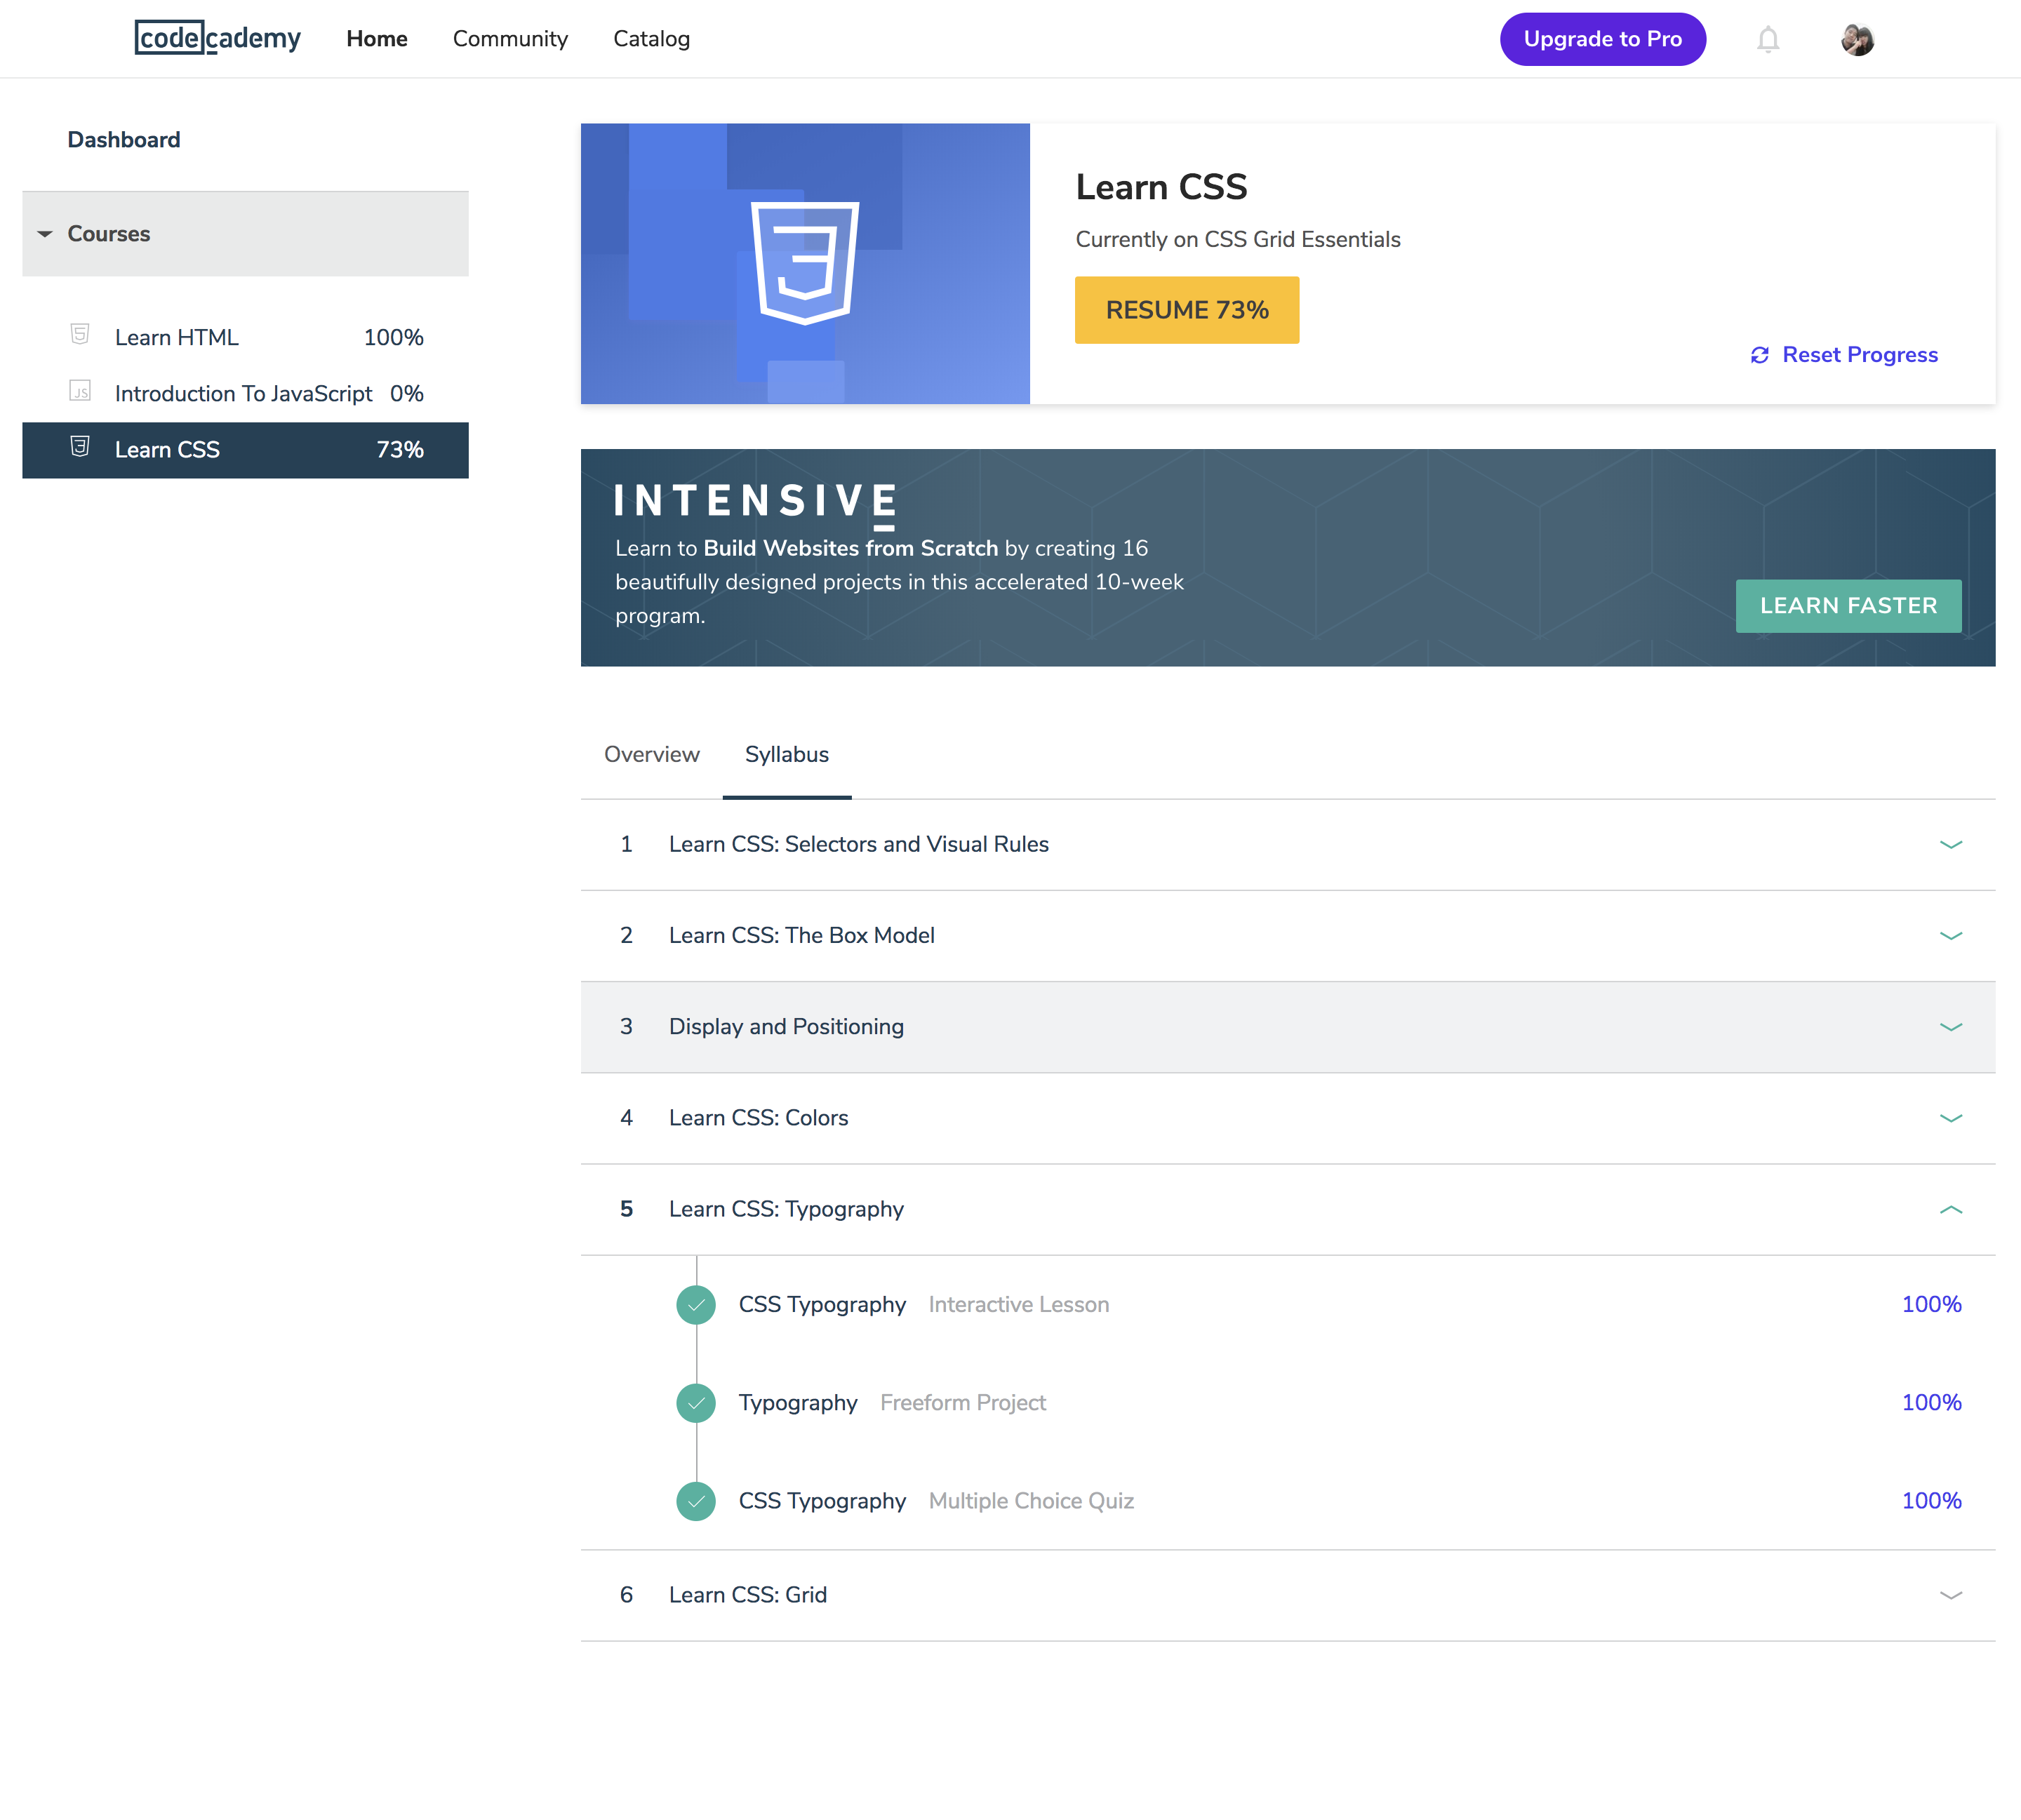 codecademy Home Community Catalog Upgrade to Pro
Dashboard
Courses
Learn HTML 100%
JS Introduction To JavaScript 0%
Learn CSS 73%
Learn CSS
Currently on CSS Grid Essentials
RESUME 73%
Reset Progress
INTENSIVE
Learn to Build Websites from Scratch by creating 16
beautifully designed projects in this accelerated 10-week
program.
LEARN FASTER
Overview Syllabus
1 Learn CSS: Selectors and Visual Rules
2 Learn CSS: The Box Model
3 Display and Positioning
4 Learn CSS: Colors
5 Learn CSS: Typography
CSS Typography Interactive Lesson 100%
Typography Freeform Project 100%
CSS Typography Multiple Choice Quiz 100%
6 Learn CSS: Grid